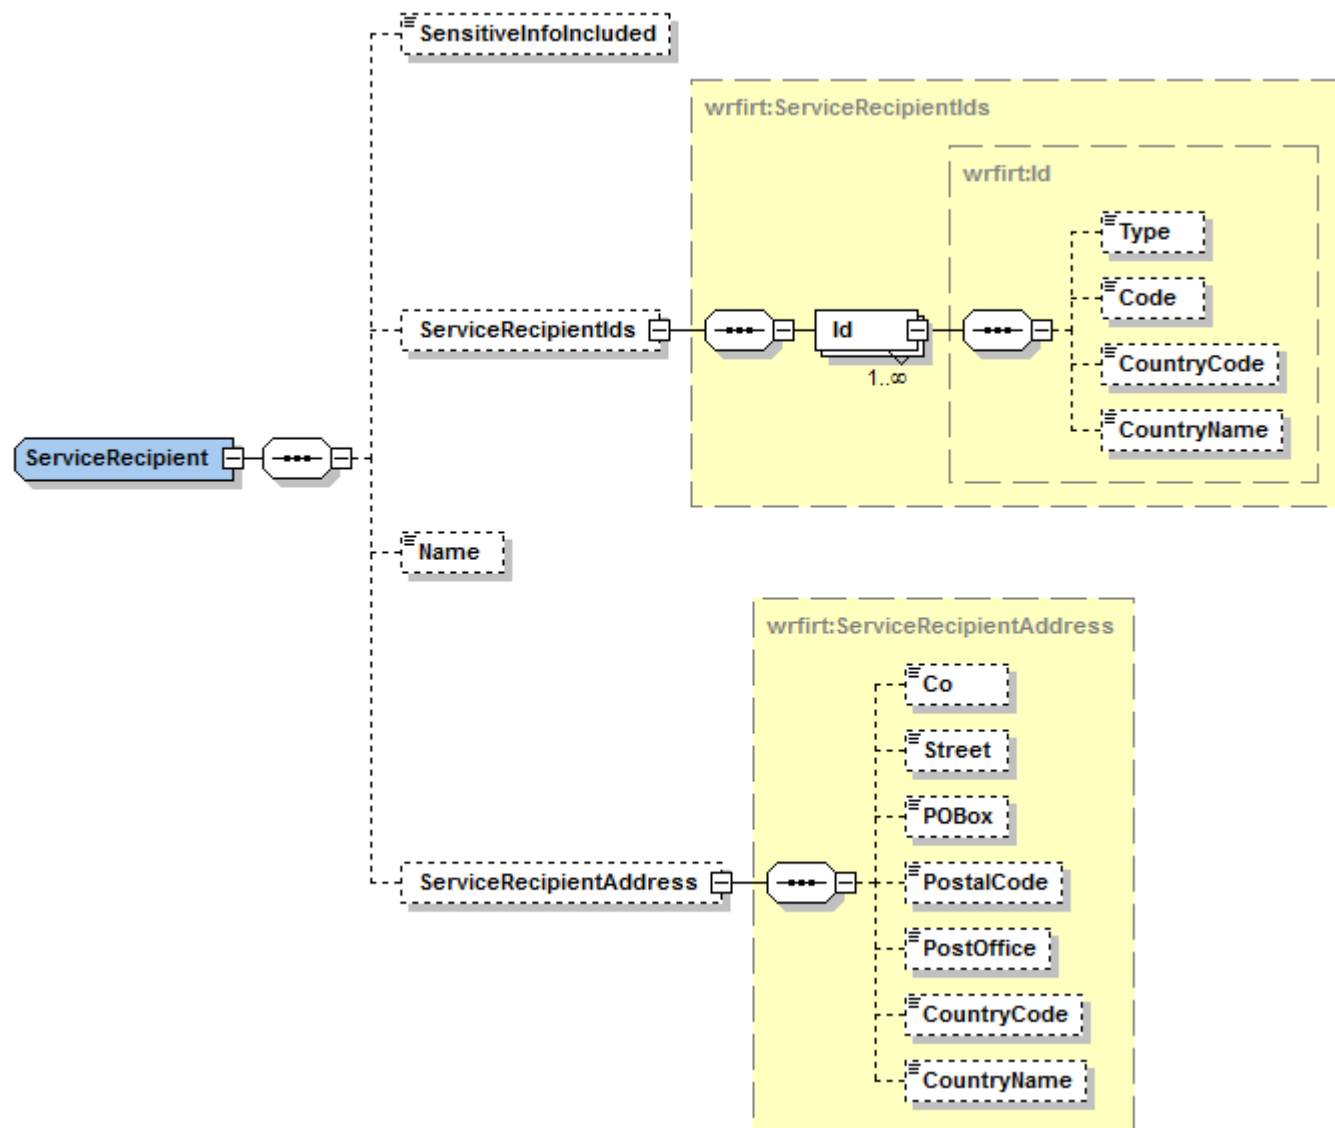 SensitiveInfoIncluded
wrfirt:ServiceRecipientIds
wrfirt:Id
Type
Code
ServiceRecipientIds
Id
CountryCode
1..∞
CountryName
ServiceRecipient
Name
wrfirt:ServiceRecipientAddress
Co
Street
POBox
ServiceRecipientAddress
PostalCode
PostOffice
CountryCode
CountryName